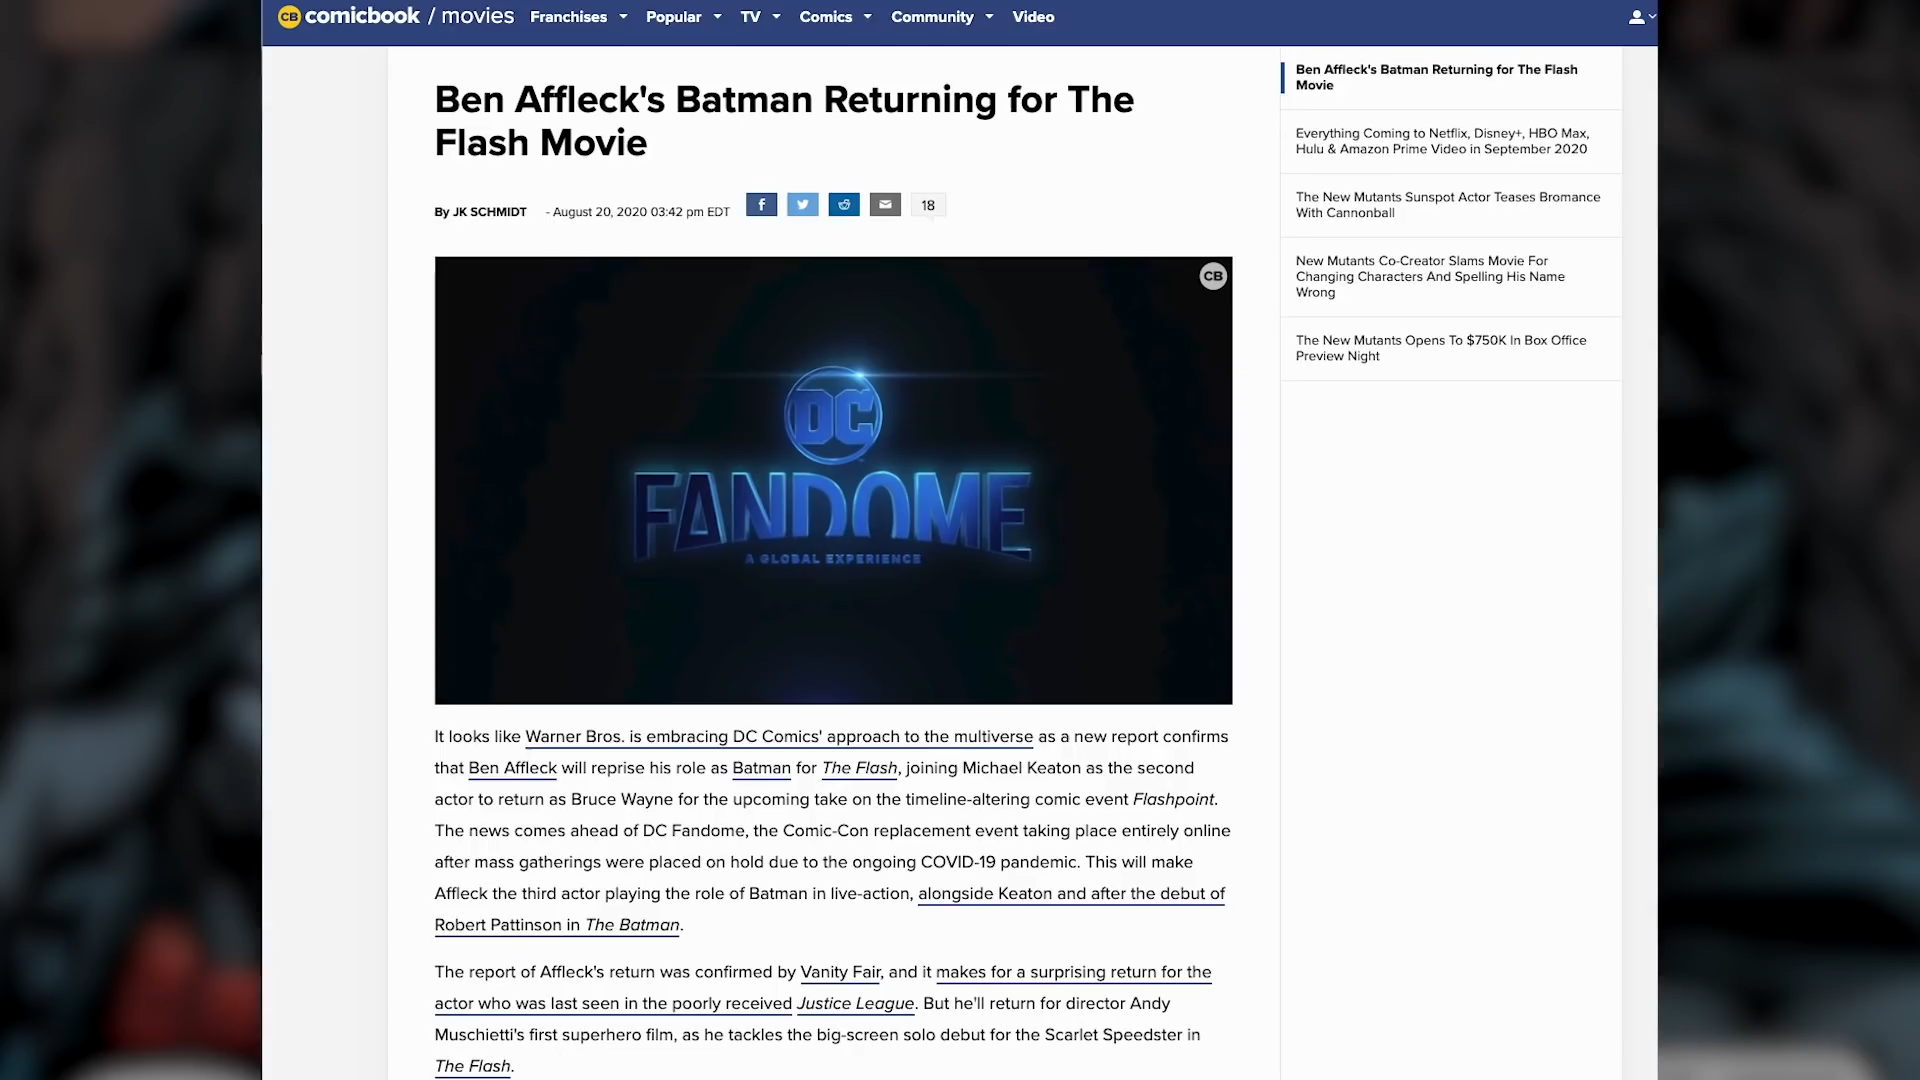 CB comicbook / movies Franchises Popular TV Comics Community Video
Ben Affleck's Batman Returning for The
Flash Movie
By JK SCHMIDT - August 20, 2020 03:42 pm EDT f 18
CB
DC
FANDOME
A GLOBAL EXPERIENCE
It looks like Warner Bros. is embracing DC Comics' approach to the multiverse as a new report confirms
that Ben Affleck will reprise his role as Batman for The Flash, joining Michael Keaton as the second
actor to return as Bruce Wayne for the upcoming take on the timeline-altering comic event Flashpoint.
The news comes ahead of DC Fandome, the Comic-Con replacement event taking place entirely online
after mass gatherings were placed on hold due to the ongoing COVID-19 pandemic. This will make
Affleck the third actor playing the role of Batman in live-action, alongside Keaton and after the debut of
Robert Pattinson in The Batman.
The report of Affleck's return was confirmed by Vanity Fair, and it makes for a surprising return for the
actor who was last seen in the poorly received Justice League. But he'll return for director Andy
Muschietti's first superhero film, as he tackles the big-screen solo debut for the Scarlet Speedster in
The Flash.
Ben Affleck's Batman Returning for The Flash
Movie
Everything Coming to Netflix, Disney+, HBO Max,
Hulu & Amazon Prime Video in September 2020
The New Mutants Sunspot Actor Teases Bromance
With Cannonball
New Mutants Co-Creator Slams Movie For
Changing Characters And Spelling His Name
Wrong
The New Mutants Opens To $750K In Box Office
Preview Night